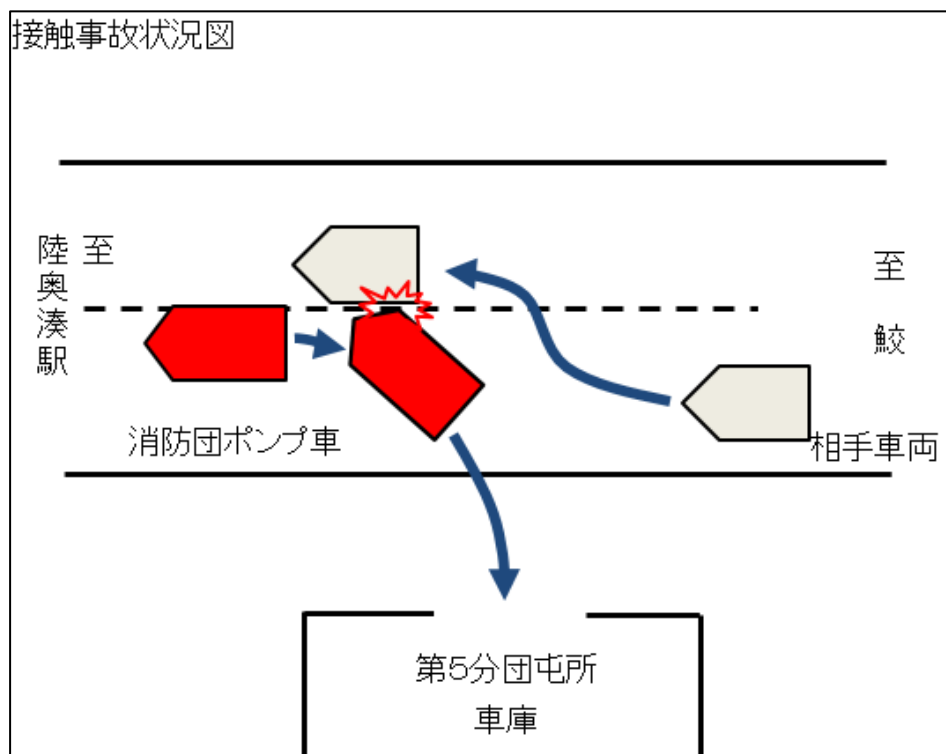 接触事故状況図
至
陸奥湊駅
至
鮫
消防団ポンプ車
相手車両
第5分団屯所
車庫